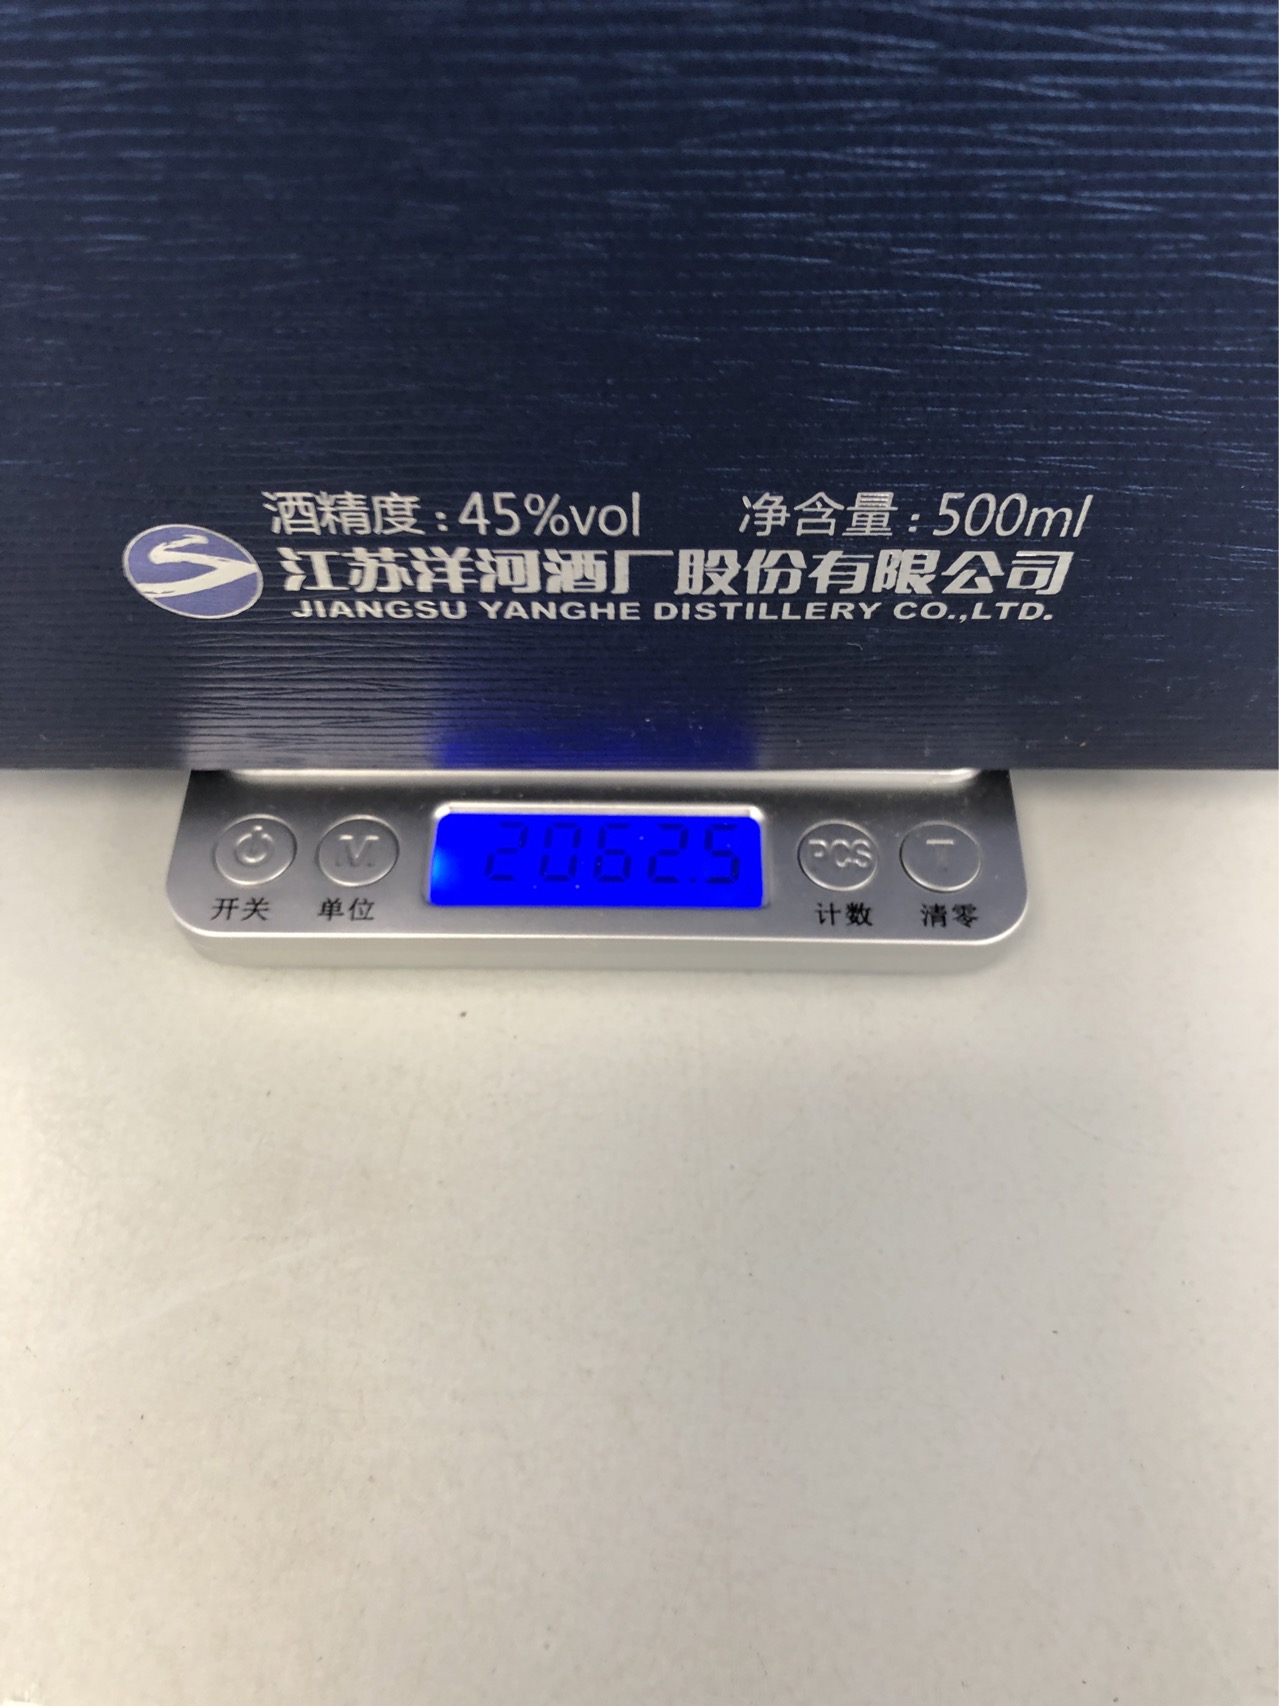 酒精度:45%vol 净含量:500ml
江苏洋河酒厂股份有限公司
JIANGSU YANGHE DISTILLERY CO.,LTD.
2062.5
M PCS T
开关 单位 计数 清零